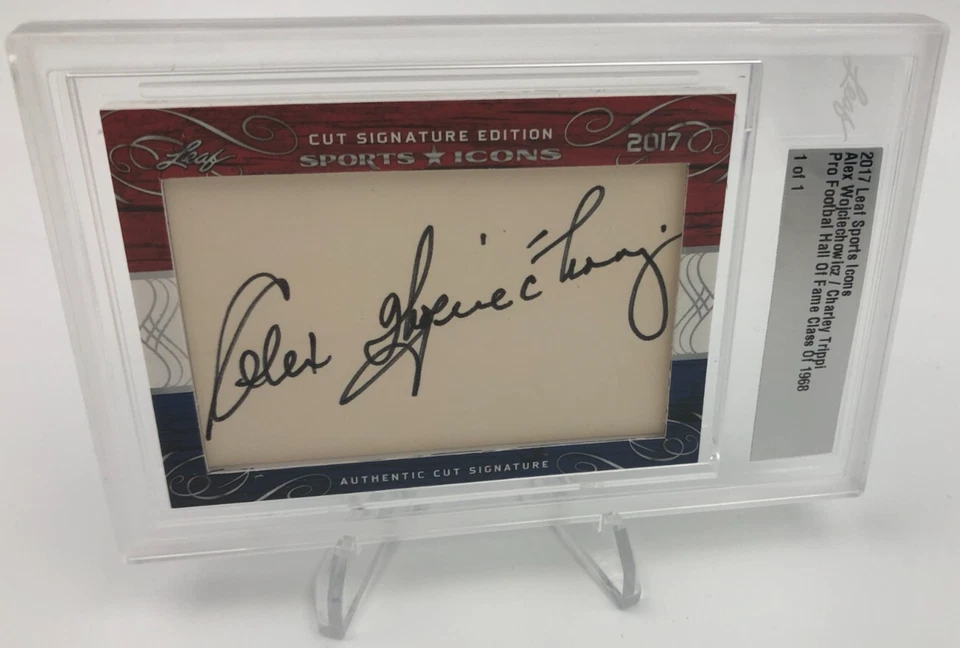 Leaf
CUT SIGNATURE EDITION
SPORTS ★ ICONS
2017
Alex Wojciechowicz
AUTHENTIC CUT SIGNATURE
Leaf
2017 Leaf Sports Icons
Alex Wojciechowicz / Charley Trippi
Pro Football Hall Of Fame Class Of 1968
1 of 1